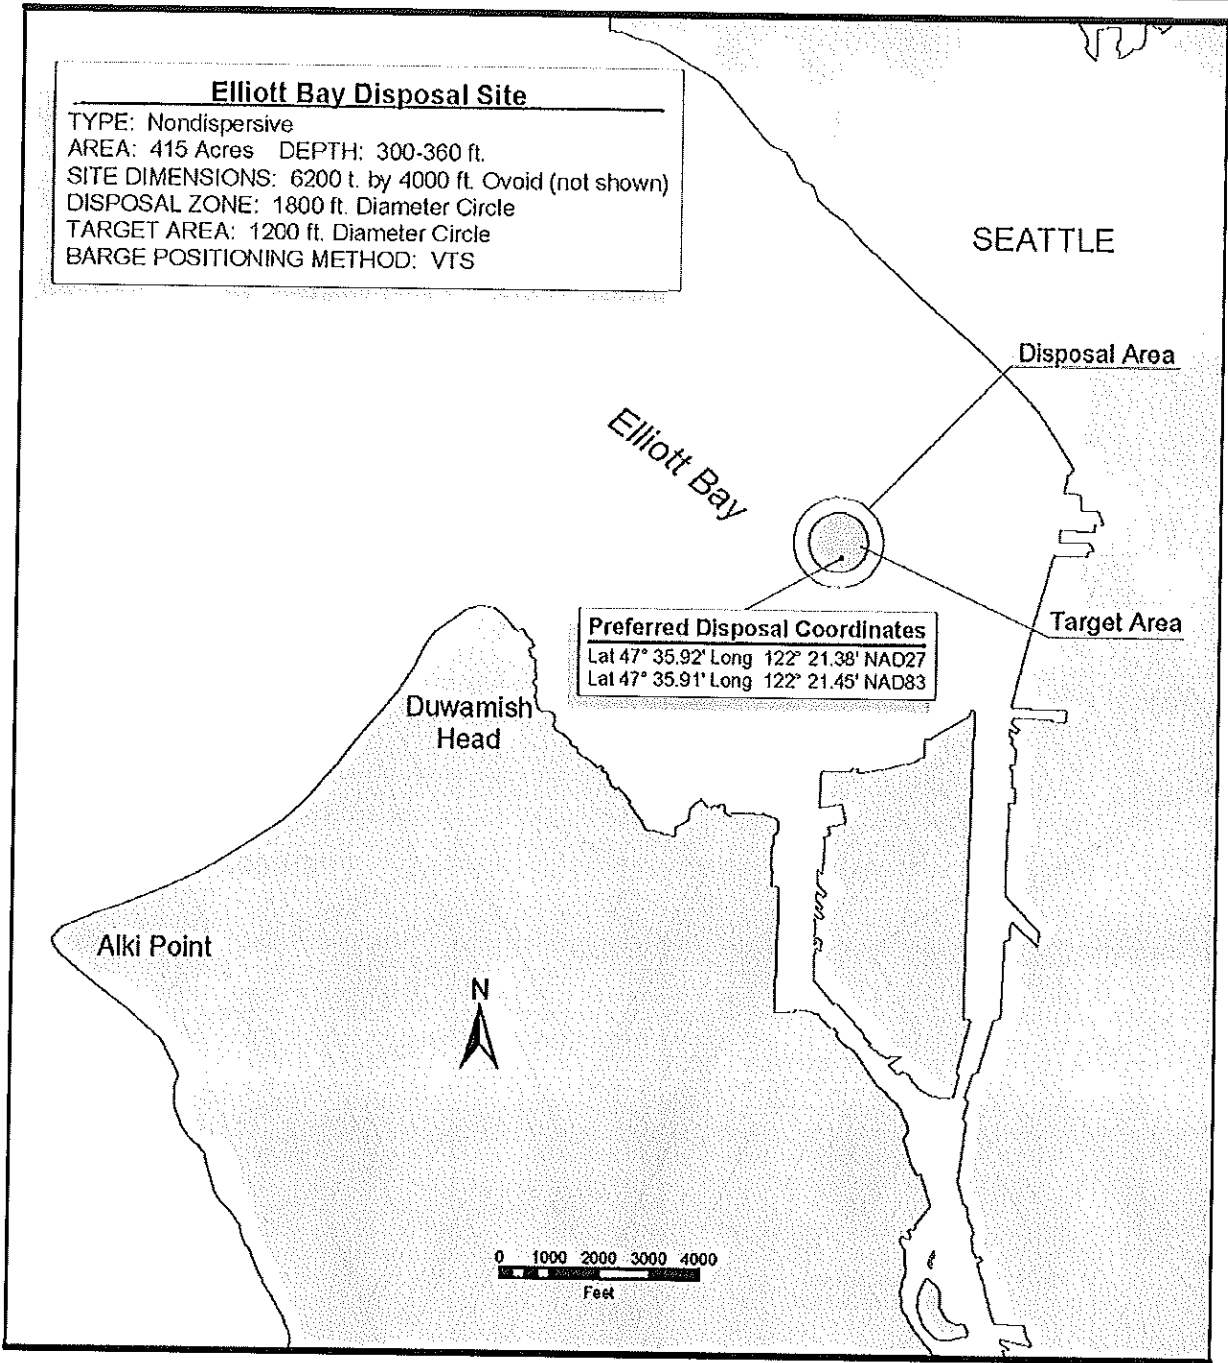 Elliott Bay Disposal Site
TYPE: Nondispersive
AREA: 415 Acres DEPTH: 300-360 ft.
SITE DIMENSIONS: 6200 t. by 4000 ft. Ovoid (not shown)
DISPOSAL ZONE: 1800 ft. Diameter Circle
TARGET AREA: 1200 ft. Diameter Circle
BARGE POSITIONING METHOD: VTS
SEATTLE
Disposal Area
Elliott Bay
Target Area
Preferred Disposal Coordinates
Lat 47° 35.92' Long 122° 21.38' NAD27
Lat 47° 35.91' Long 122° 21.45' NAD83
Duwamish
Head
Alki Point
N
0 1000 2000 3000 4000
Feet